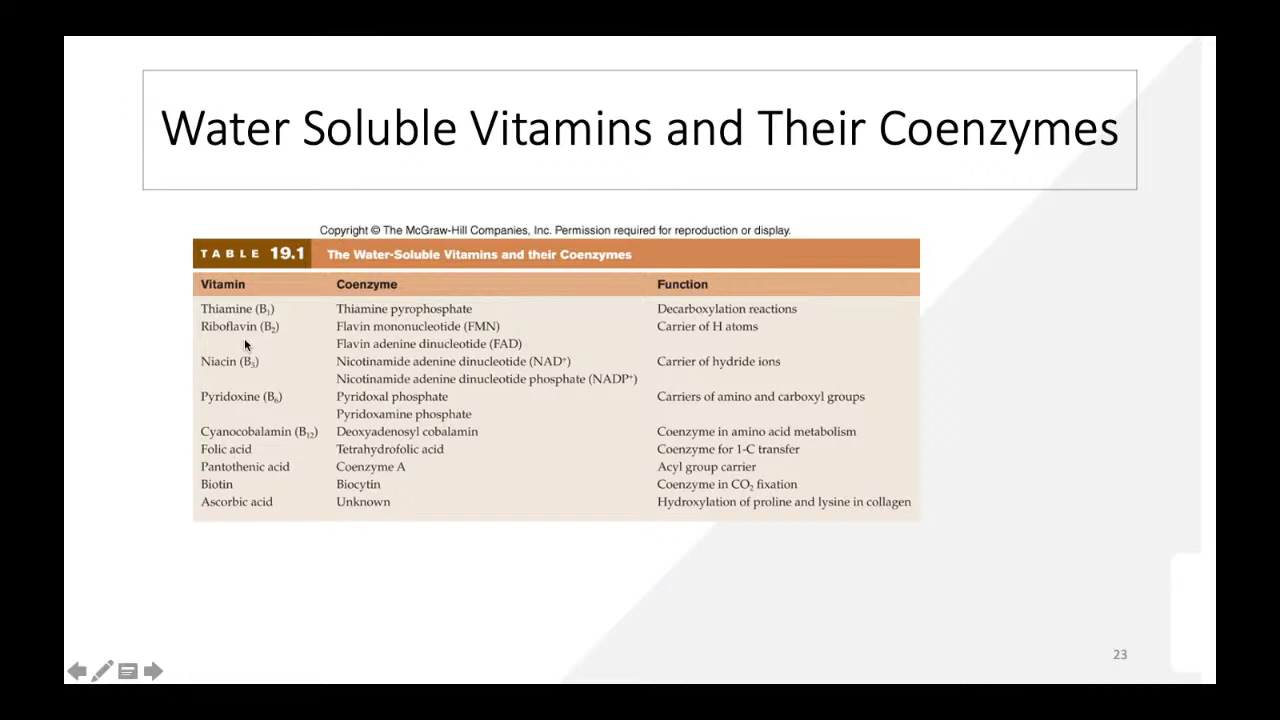 Water Soluble Vitamins and Their Coenzymes
Copyright © The McGraw-Hill Companies, Inc. Permission required for reproduction or display.
TABLE 19.1 The Water-Soluble Vitamins and their Coenzymes
Vitamin Coenzyme Function
Thiamine (B₁) Thiamine pyrophosphate Decarboxylation reactions
Riboflavin (B₂) Flavin mononucleotide (FMN) Carrier of H atoms
Flavin adenine dinucleotide (FAD)
Niacin (B₃) Nicotinamide adenine dinucleotide (NAD⁺) Carrier of hydride ions
Nicotinamide adenine dinucleotide phosphate (NADP⁺)
Pyridoxine (B₆) Pyridoxal phosphate Carriers of amino and carboxyl groups
Pyridoxamine phosphate
Cyanocobalamin (B₁₂) Deoxyadenosyl cobalamin Coenzyme in amino acid metabolism
Folic acid Tetrahydrofolic acid Coenzyme for 1-C transfer
Pantothenic acid Coenzyme A Acyl group carrier
Biotin Biocytin Coenzyme in CO₂ fixation
Ascorbic acid Unknown Hydroxylation of proline and lysine in collagen
23